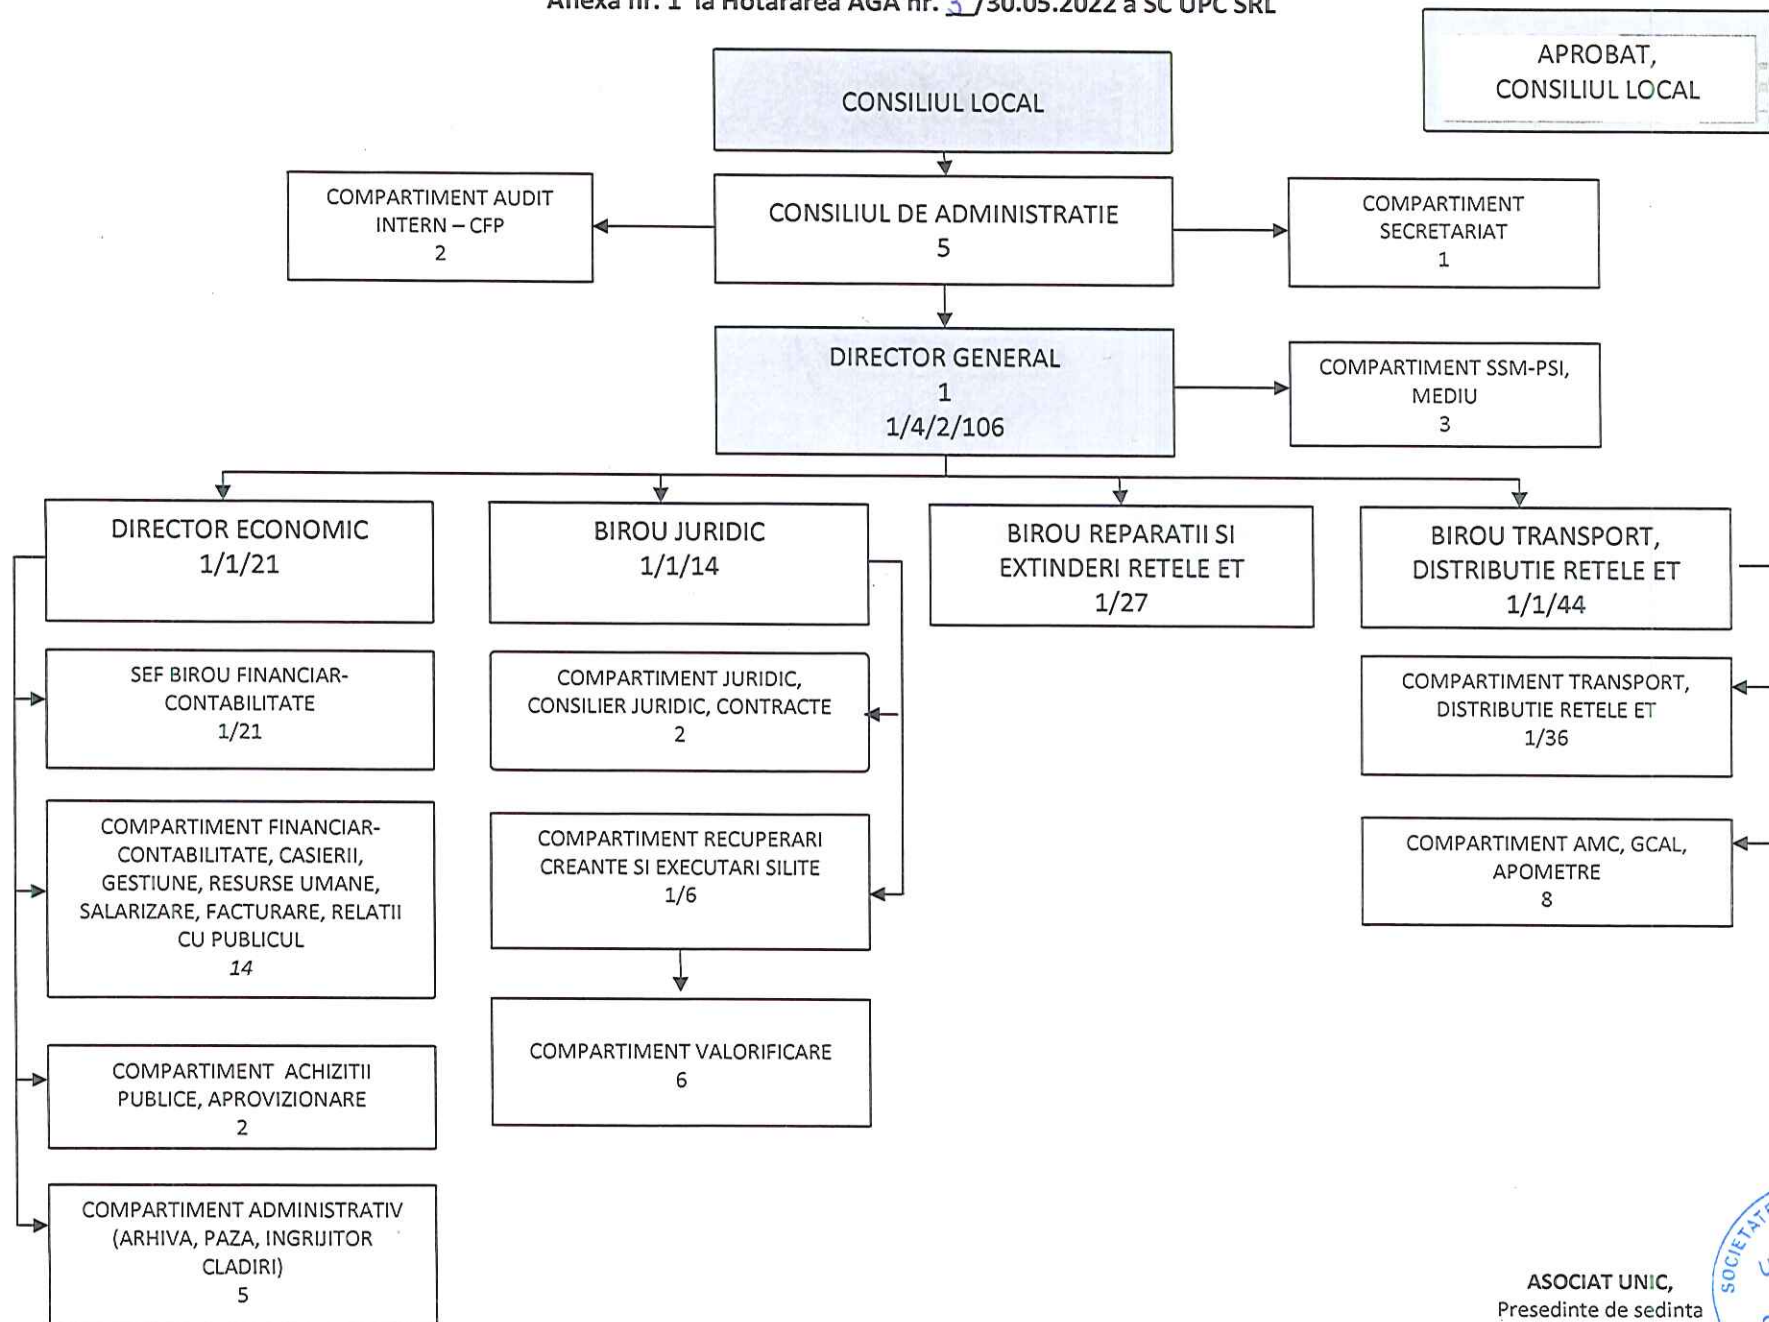 Anexa nr. 1 la Hotararea AGA nr. 3 /30.05.2022 a SC UPC SRL
APROBAT,
CONSILIUL LOCAL
CONSILIUL LOCAL
COMPARTIMENT AUDIT
INTERN – CFP
2
CONSILIUL DE ADMINISTRATIE
5
COMPARTIMENT
SECRETARIAT
1
DIRECTOR GENERAL
1
1/4/2/106
COMPARTIMENT SSM-PSI,
MEDIU
3
DIRECTOR ECONOMIC
1/1/21
BIROU JURIDIC
1/1/14
BIROU REPARATII SI
EXTINDERI RETELE ET
1/27
BIROU TRANSPORT,
DISTRIBUTIE RETELE ET
1/1/44
SEF BIROU FINANCIAR-
CONTABILITATE
1/21
COMPARTIMENT JURIDIC,
CONSILIER JURIDIC, CONTRACTE
2
COMPARTIMENT TRANSPORT,
DISTRIBUTIE RETELE ET
1/36
COMPARTIMENT FINANCIAR-
CONTABILITATE, CASIERII,
GESTIUNE, RESURSE UMANE,
SALARIZARE, FACTURARE, RELATII
CU PUBLICUL
14
COMPARTIMENT RECUPERARI
CREANTE SI EXECUTARI SILITE
1/6
COMPARTIMENT AMC, GCAL,
APOMETRE
8
COMPARTIMENT VALORIFICARE
6
COMPARTIMENT ACHIZITII
PUBLICE, APROVIZIONARE
2
COMPARTIMENT ADMINISTRATIV
(ARHIVA, PAZA, INGRIJITOR
CLADIRI)
5
ASOCIAT UNIC,
Presedinte de sedinta